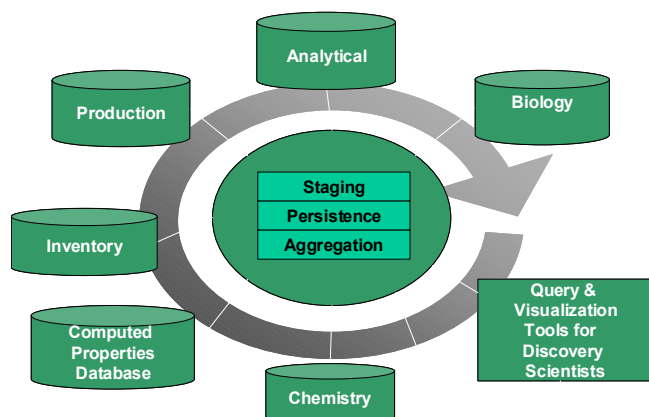 Analytical
Production
Biology
Staging
Persistence
Aggregation
Inventory
Computed
Properties
Database
Chemistry
Query &
Visualization
Tools for
Discovery
Scientists